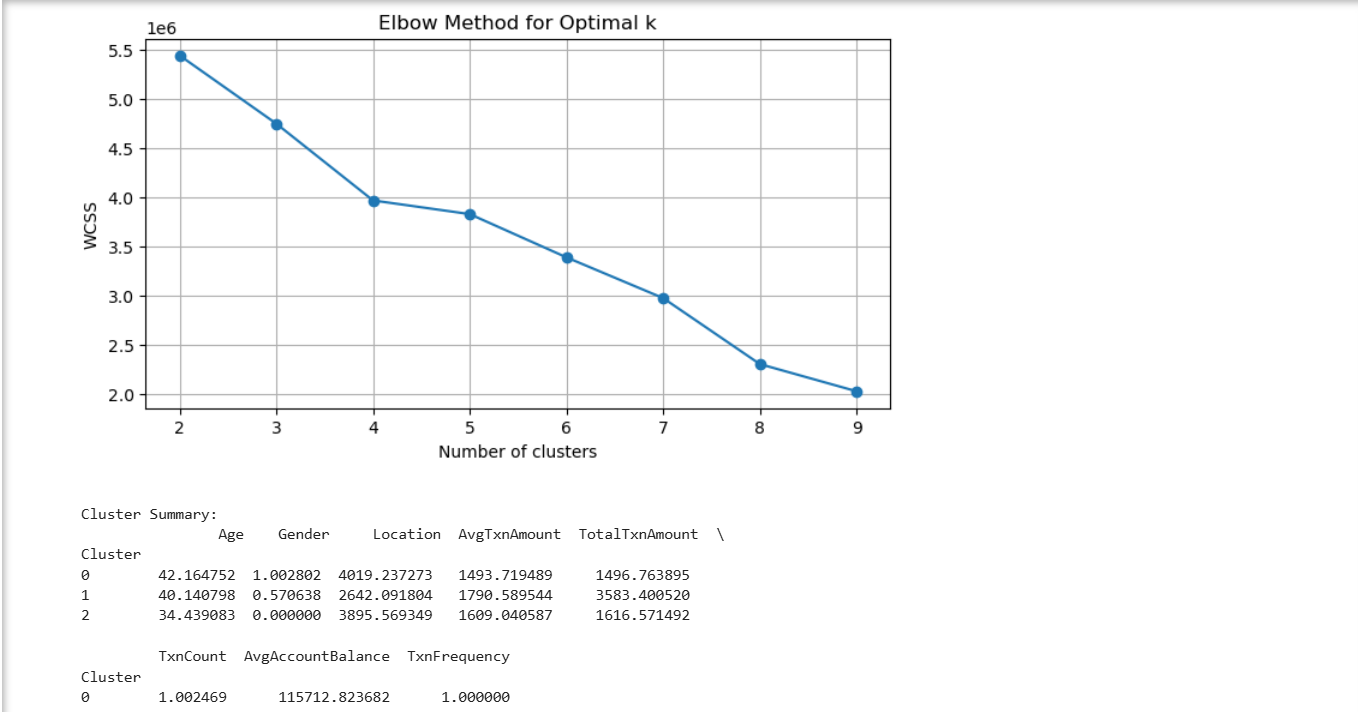 Elbow Method for Optimal k
1e6
5.5
5.0
4.5
4.0
3.5
3.0
2.5
2.0
WCSS
2 3 4 5 6 7 8 9
Number of clusters
Cluster Summary:
Age Gender Location AvgTxnAmount TotalTxnAmount \
Cluster
0 42.164752 1.002802 4019.237273 1493.719489 1496.763895
1 40.140798 0.570638 2642.091804 1790.589544 3583.400520
2 34.439083 0.000000 3895.569349 1609.040587 1616.571492
TxnCount AvgAccountBalance TxnFrequency
Cluster
0 1.002469 115712.823682 1.000000